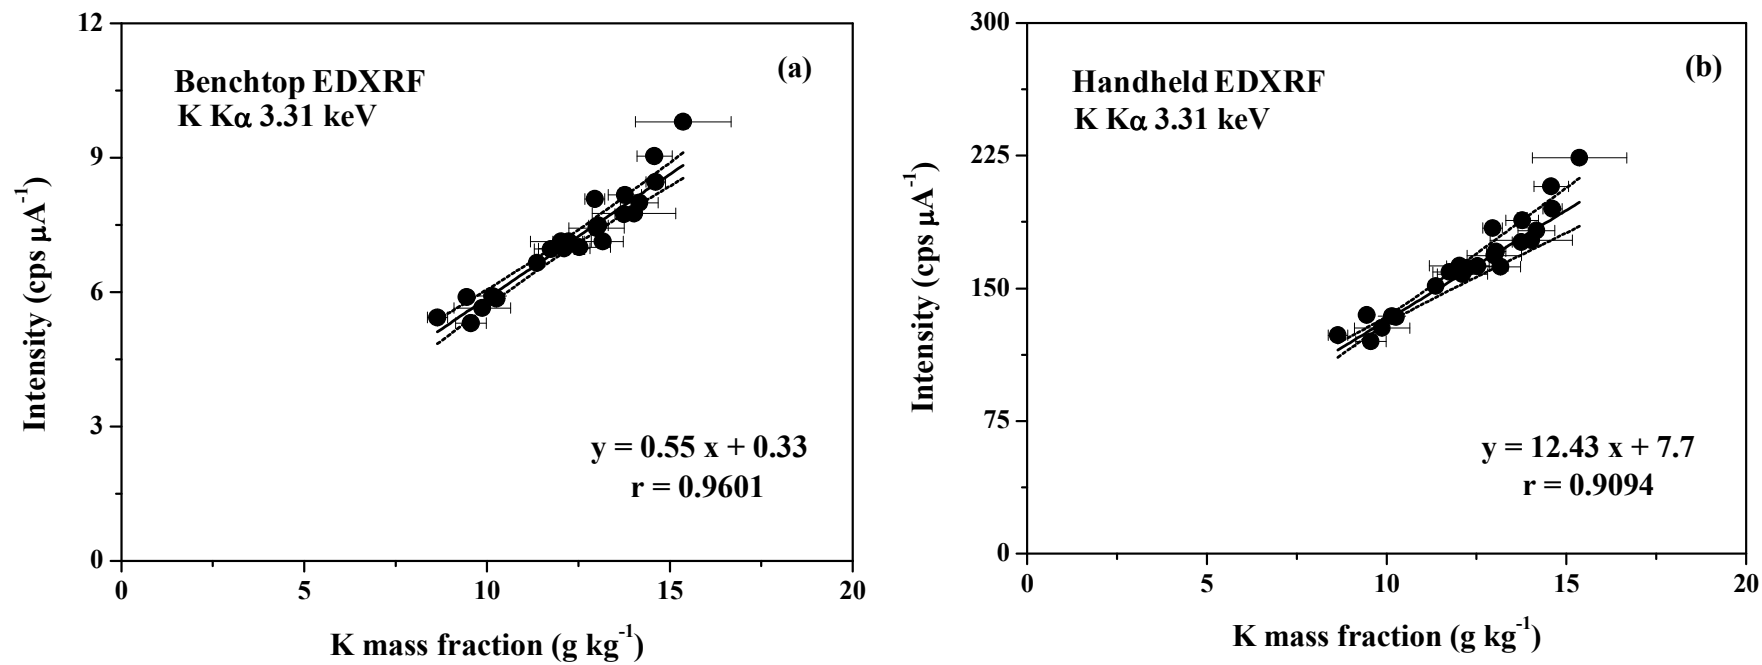 (a)
Benchtop EDXRF
K Kα 3.31 keV
12
9
6
3
0
Intensity (cps μA⁻¹)
y = 0.55 x + 0.33
r = 0.9601
0 5 10 15 20
K mass fraction (g kg⁻¹)
(b)
Handheld EDXRF
K Kα 3.31 keV
300
225
150
75
0
Intensity (cps μA⁻¹)
y = 12.43 x + 7.7
r = 0.9094
0 5 10 15 20
K mass fraction (g kg⁻¹)